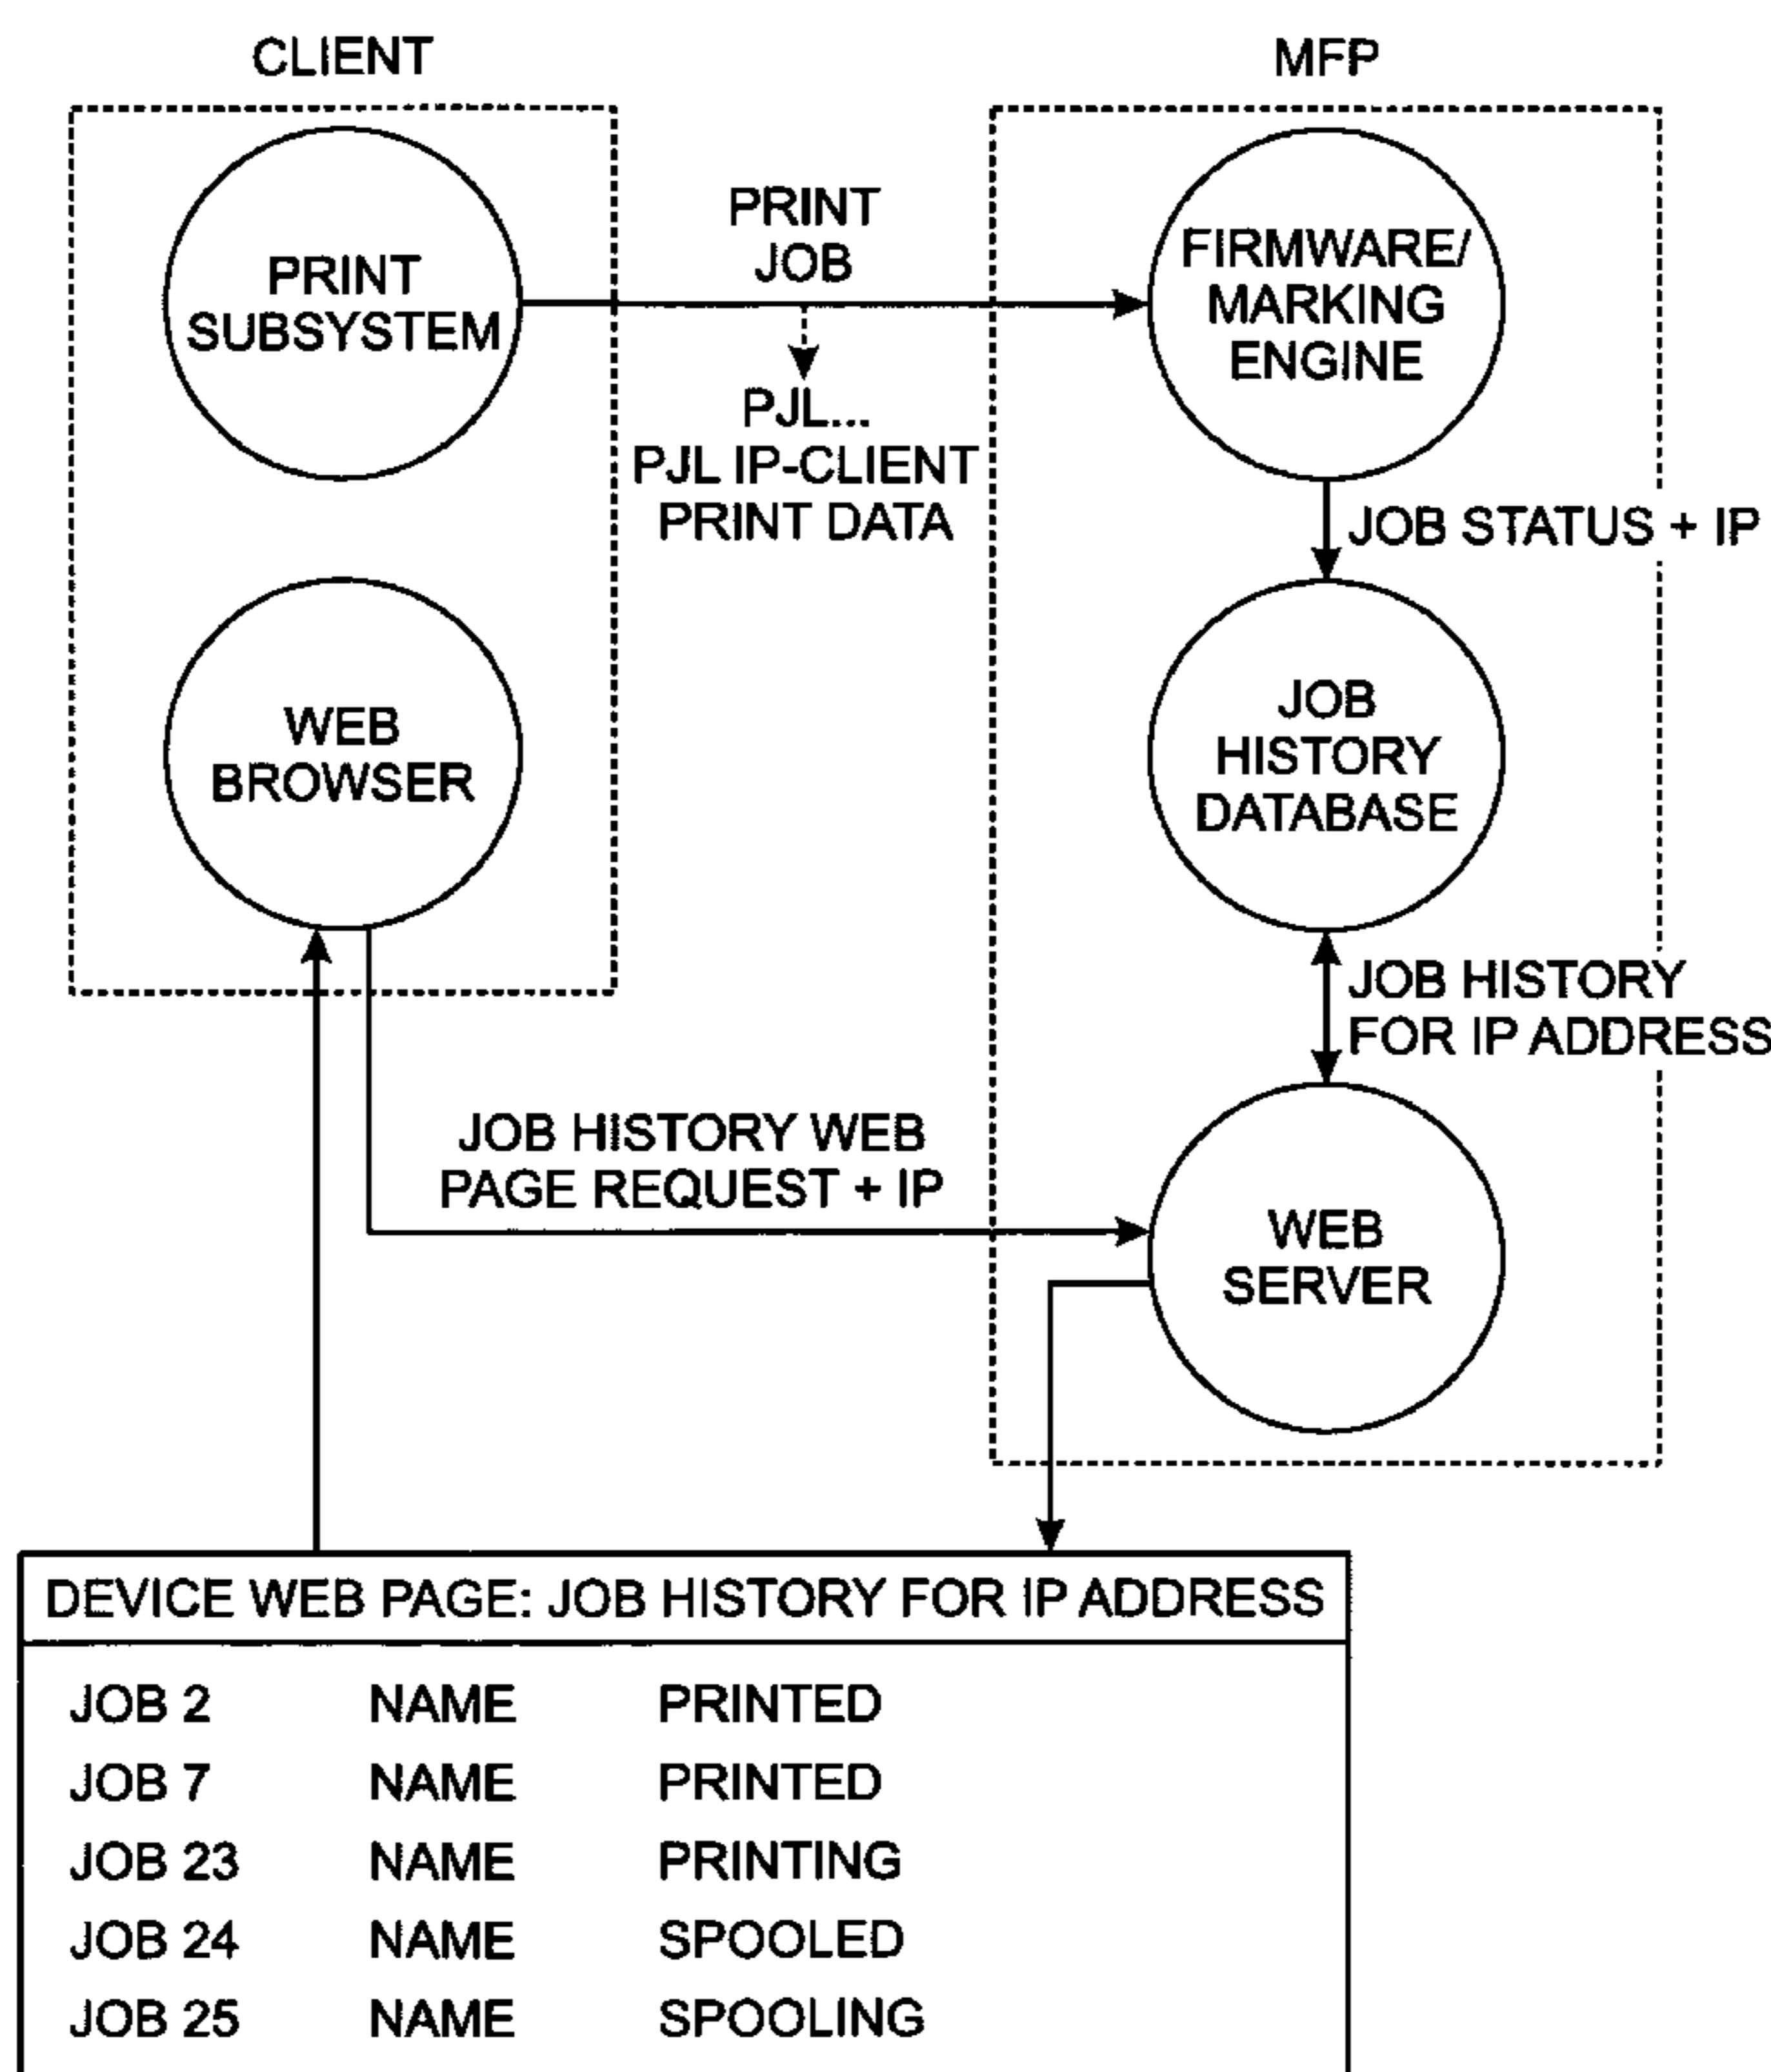 CLIENT
MFP
PRINT
SUBSYSTEM
PRINT
JOB
PJL...
PJL IP-CLIENT
PRINT DATA
FIRMWARE/
MARKING
ENGINE
JOB STATUS + IP
WEB
BROWSER
JOB
HISTORY
DATABASE
JOB HISTORY
FOR IP ADDRESS
JOB HISTORY WEB
PAGE REQUEST + IP
WEB
SERVER
DEVICE WEB PAGE: JOB HISTORY FOR IP ADDRESS
JOB 2 NAME PRINTED
JOB 7 NAME PRINTED
JOB 23 NAME PRINTING
JOB 24 NAME SPOOLED
JOB 25 NAME SPOOLING